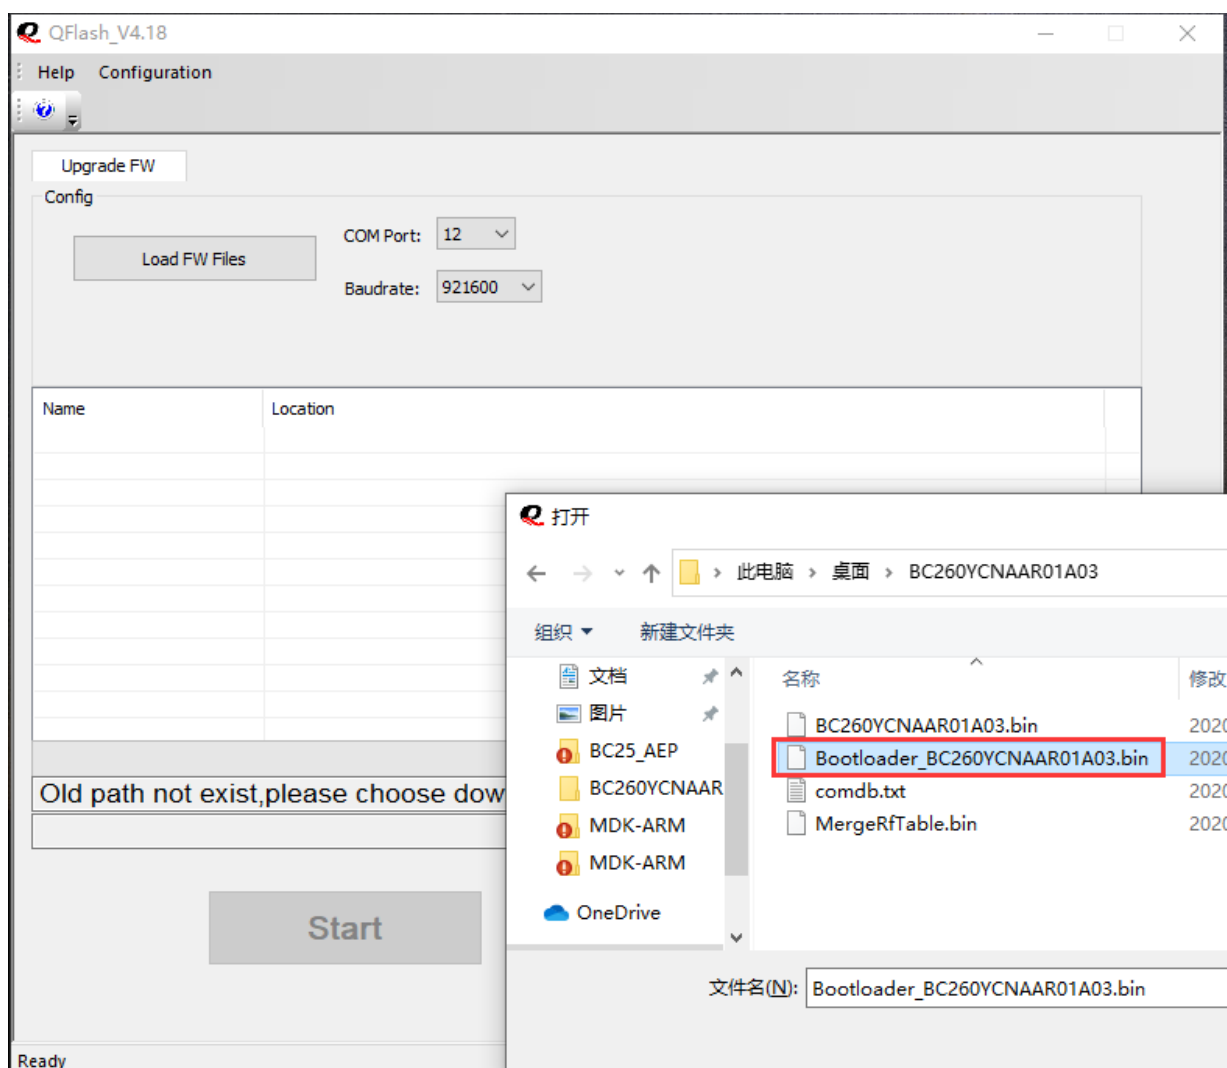 QFlash_V4.18
Help Configuration
Upgrade FW
Config
COM Port: 12
Load FW Files
Baudrate: 921600
Name Location
打开
此电脑 › 桌面 › BC260YCNAAR01A03
组织 新建文件夹
文档
名称 修改
图片
BC260YCNAAR01A03.bin 2020
BC25_AEP
Bootloader_BC260YCNAAR01A03.bin 2020
BC260YCNAAR
comdb.txt 2020
Old path not exist,please choose dow
MDK-ARM
MergeRfTable.bin 2020
MDK-ARM
OneDrive
Start
文件名(N): Bootloader_BC260YCNAAR01A03.bin
Ready